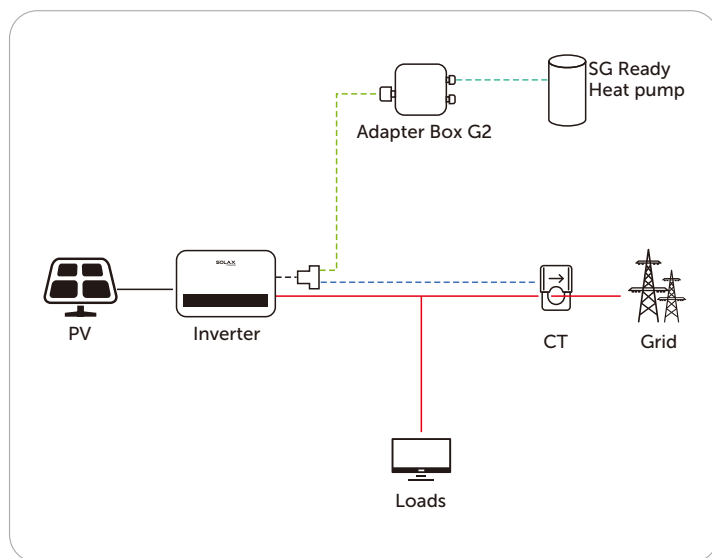 SG Ready
Heat pump
Adapter Box G2
SOLAX
PV
Inverter
CT
Grid
Loads